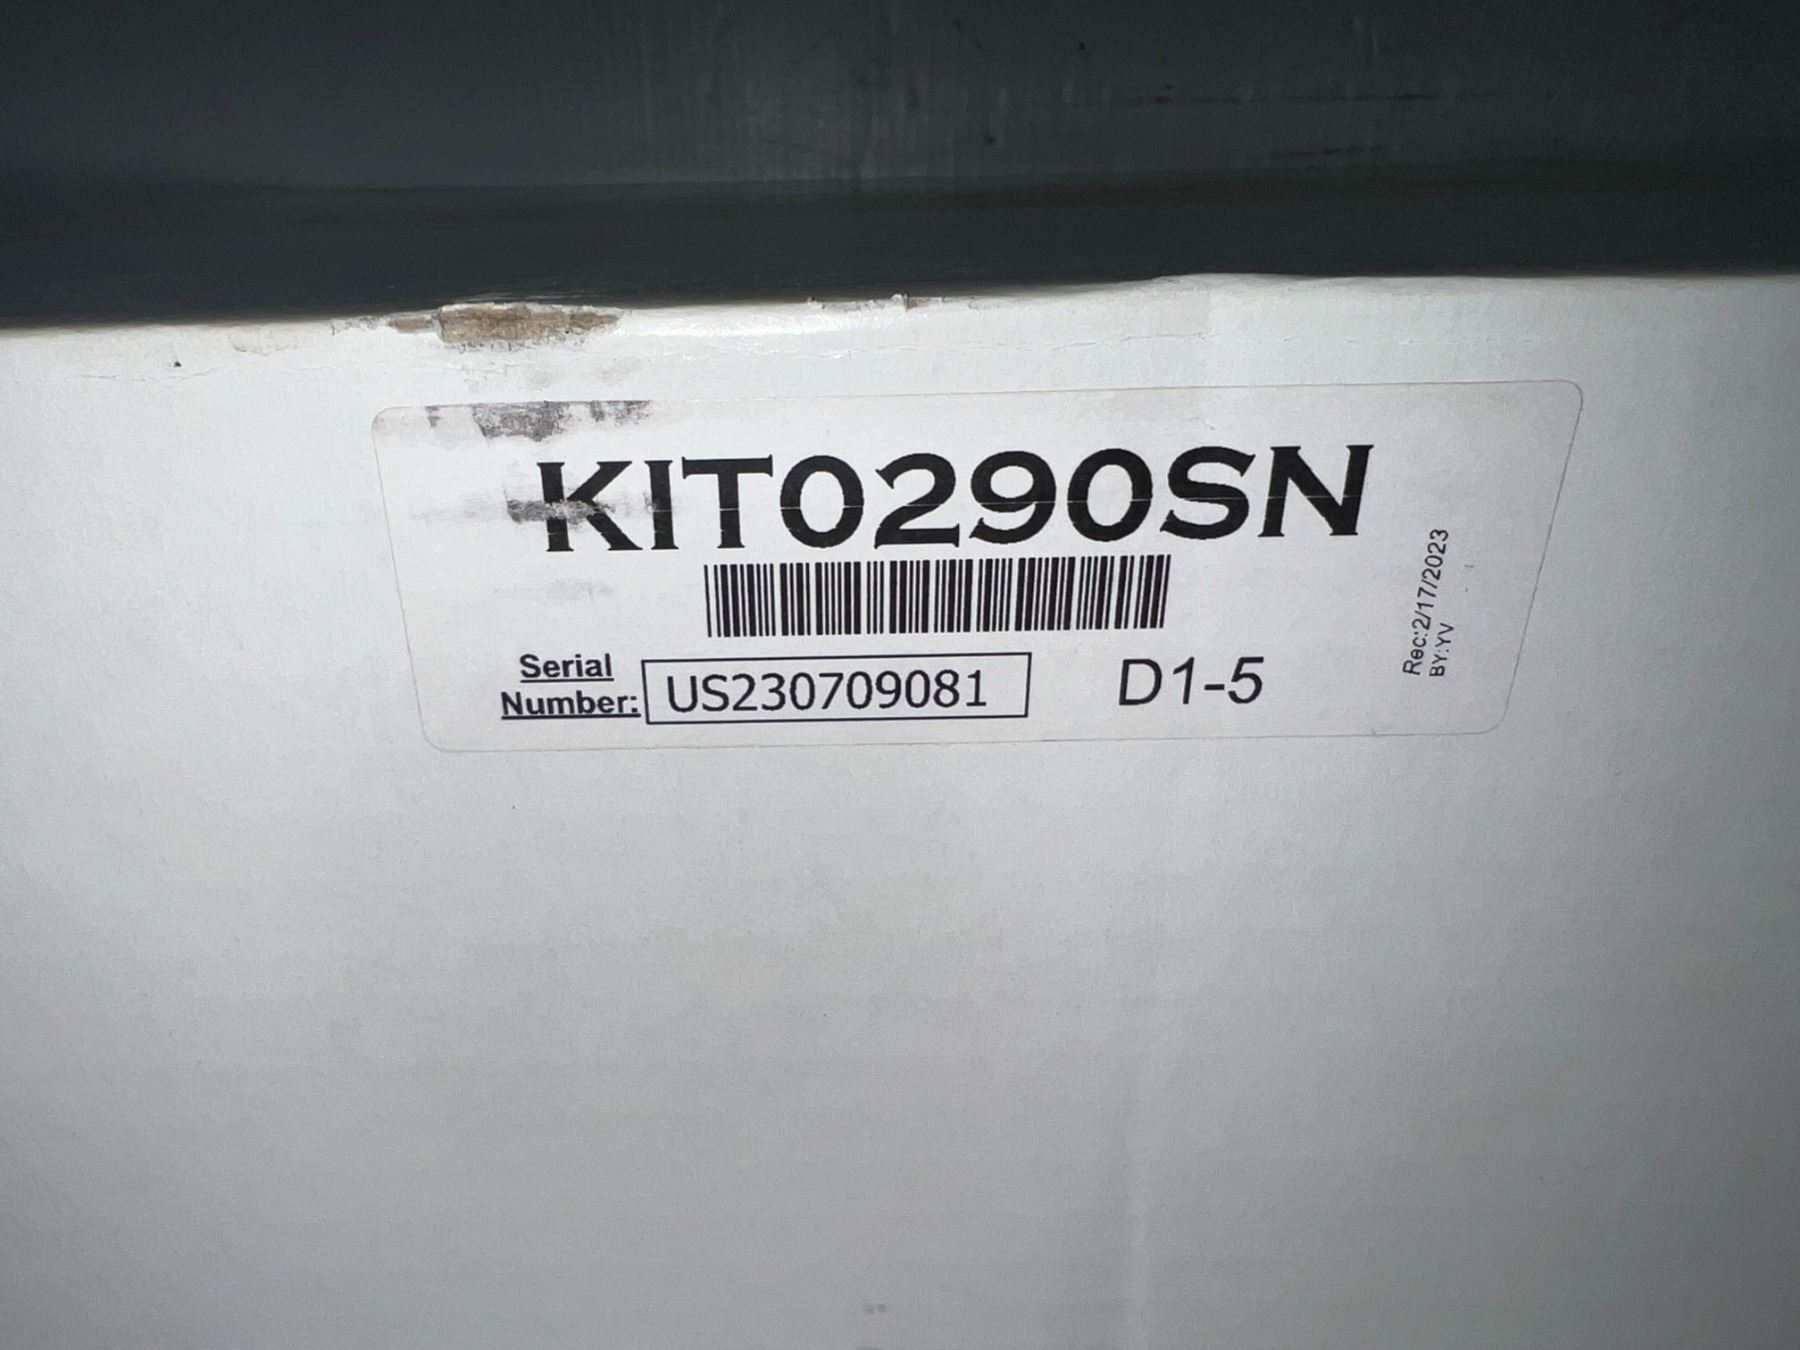 KIT0290SN
Serial
Number: US230709081 D1-5
Rec:2/17/2023
BY:YV